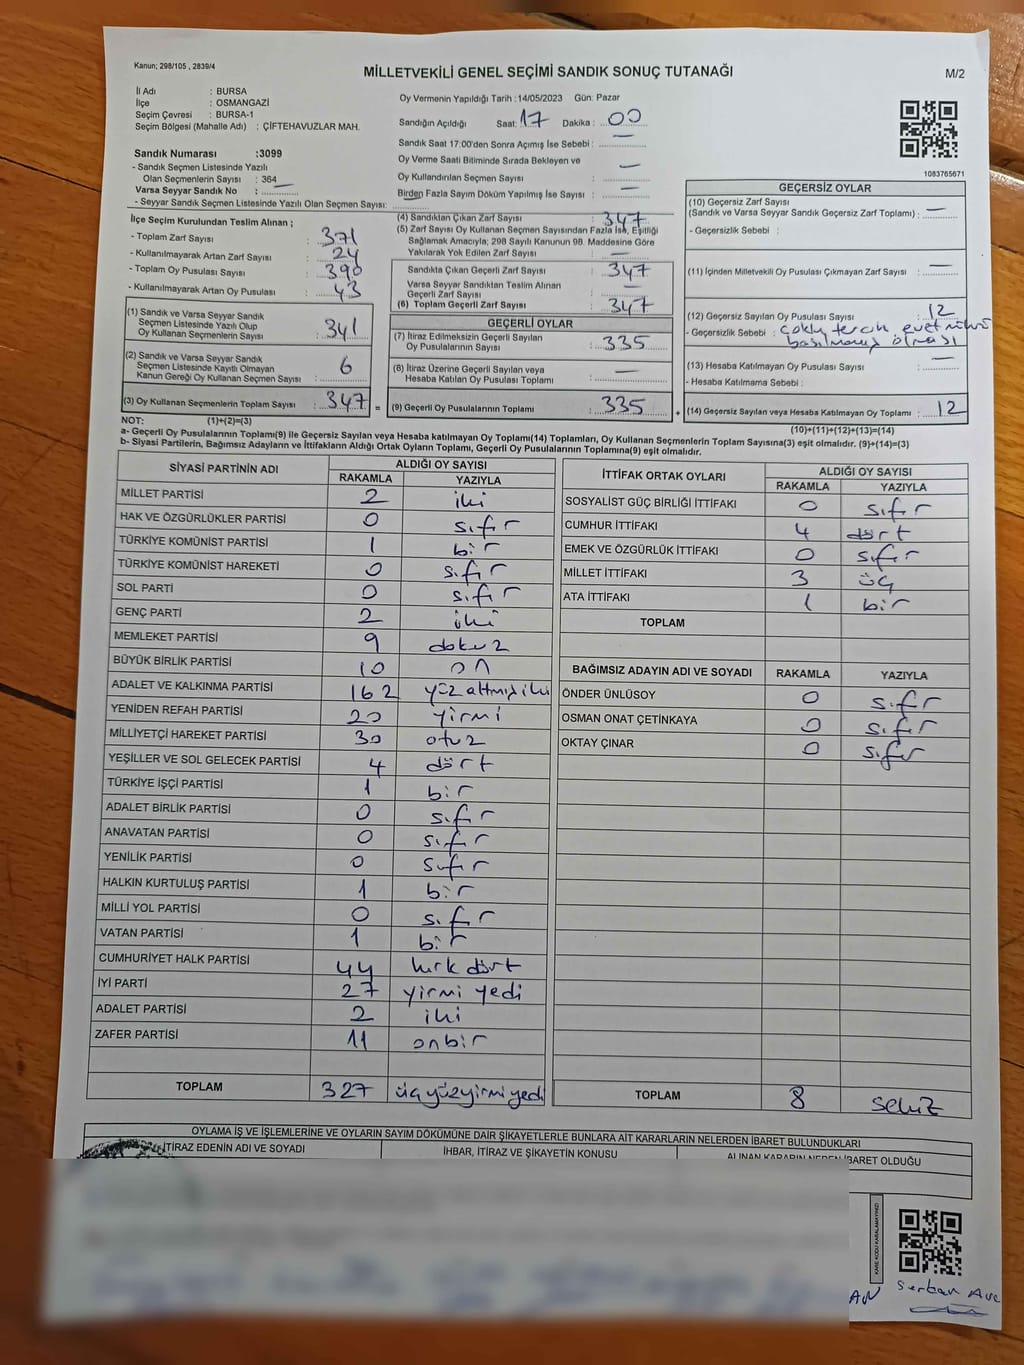 Kanun; 298/105 , 2839/4
MİLLETVEKİLİ GENEL SEÇİMİ SANDIK SONUÇ TUTANAĞI
M/2
İl Adı : BURSA
İlçe : OSMANGAZİ
Seçim Çevresi : BURSA-1
Seçim Bölgesi (Mahalle Adı) : ÇİFTEHAVUZLAR MAH.
Sandık Numarası :3099
- Sandık Seçmen Listesinde Yazılı
Olan Seçmenlerin Sayısı : 364
Varsa Seyyar Sandık No : —
- Seyyar Sandık Seçmen Listesinde Yazılı Olan Seçmen Sayısı:
Oy Vermenin Yapıldığı Tarih :14/05/2023 Gün: Pazar
Sandığın Açıldığı Saat: 17 Dakika : 00
Sandık Saat 17:00'den Sonra Açımış İse Sebebi : —
Oy Verme Saati Bitiminde Sırada Bekleyen ve
Oy Kullandırılan Seçmen Sayısı : —
Birden Fazla Sayım Döküm Yapılmış İse Sayısı : —
1083765671
İlçe Seçim Kurulundan Teslim Alınan ;
- Toplam Zarf Sayısı : 371
- Kullanılmayarak Artan Zarf Sayısı : 24
- Toplam Oy Pusulası Sayısı : 390
- Kullanılmayarak Artan Oy Pusulası : 43
(1) Sandık ve Varsa Seyyar Sandık
Seçmen Listesinde Yazılı Olup
Oy Kullanan Seçmenlerin Sayısı : 341
(2) Sandık ve Varsa Seyyar Sandık
Seçmen Listesinde Kayıtlı Olmayan
Kanun Gereği Oy Kullanan Seçmen Sayısı : 6
(3) Oy Kullanan Seçmenlerin Toplam Sayısı : 347 =
(4) Sandıktan Çıkan Zarf Sayısı : 347
(5) Zarf Sayısı Oy Kullanan Seçmen Sayısından Fazla İse, Eşitliği
Sağlamak Amacıyla; 298 Sayılı Kanunun 98. Maddesine Göre
Yakılarak Yok Edilen Zarf Sayısı : —
Sandıkta Çıkan Geçerli Zarf Sayısı : 347
Varsa Seyyar Sandıktan Teslim Alınan
Geçerli Zarf Sayısı : —
(6) Toplam Geçerli Zarf Sayısı : 347
GEÇERLİ OYLAR
(7) İtiraz Edilmeksizin Geçerli Sayılan
Oy Pusulalarının Sayısı : 335
(8) İtiraz Üzerine Geçerli Sayılan veya
Hesaba Katılan Oy Pusulası Toplamı : —
(9) Geçerli Oy Pusulalarının Toplamı : 335 +
GEÇERSİZ OYLAR
(10) Geçersiz Zarf Sayısı
(Sandık ve Varsa Seyyar Sandık Geçersiz Zarf Toplamı) : —
- Geçersizlik Sebebi :
(11) İçinden Milletvekili Oy Pusulası Çıkmayan Zarf Sayısı : —
(12) Geçersiz Sayılan Oy Pusulası Sayısı : 12
- Geçersizlik Sebebi : çoklu tercih, evet mührü
basılmamış olması
(13) Hesaba Katılmayan Oy Pusulası Sayısı : —
- Hesaba Katılmama Sebebi :
(14) Geçersiz Sayılan veya Hesaba Katılmayan Oy Toplamı : 12
NOT: (1)+(2)=(3) (10)+(11)+(12)+(13)=(14)
a- Geçerli Oy Pusulalarının Toplamı(9) ile Geçersiz Sayılan veya Hesaba katılmayan Oy Toplamı(14) Toplamları, Oy Kullanan Seçmenlerin Toplam Sayısına(3) eşit olmalıdır. (9)+(14)=(3)
b- Siyasi Partilerin, Bağımsız Adayların ve İttifakların Aldığı Ortak Oyların Toplamı, Geçerli Oy Pusulalarının Toplamına(9) eşit olmalıdır.
SİYASİ PARTİNİN ADI ALDIĞI OY SAYISI
RAKAMLA YAZIYLA
MİLLET PARTİSİ 2 iki
HAK VE ÖZGÜRLÜKLER PARTİSİ 0 sıfır
TÜRKİYE KOMÜNİST PARTİSİ 1 bir
TÜRKİYE KOMÜNİST HAREKETİ 0 sıfır
SOL PARTİ 0 sıfır
GENÇ PARTİ 2 iki
MEMLEKET PARTİSİ 9 dokuz
BÜYÜK BİRLİK PARTİSİ 10 on
ADALET VE KALKINMA PARTİSİ 162 yüz altmış iki
YENİDEN REFAH PARTİSİ 20 yirmi
MİLLİYETÇİ HAREKET PARTİSİ 30 otuz
YEŞİLLER VE SOL GELECEK PARTİSİ 4 dört
TÜRKİYE İŞÇİ PARTİSİ 1 bir
ADALET BİRLİK PARTİSİ 0 sıfır
ANAVATAN PARTİSİ 0 sıfır
YENİLİK PARTİSİ 0 sıfır
HALKIN KURTULUŞ PARTİSİ 1 bir
MİLLİ YOL PARTİSİ 0 sıfır
VATAN PARTİSİ 1 bir
CUMHURİYET HALK PARTİSİ 44 kırk dört
İYİ PARTİ 27 yirmi yedi
ADALET PARTİSİ 2 iki
ZAFER PARTİSİ 11 onbir
TOPLAM 327 üçyüzyirmiyedi
İTTİFAK ORTAK OYLARI ALDIĞI OY SAYISI
RAKAMLA YAZIYLA
SOSYALİST GÜÇ BİRLİĞİ İTTİFAKI 0 sıfır
CUMHUR İTTİFAKI 4 dört
EMEK VE ÖZGÜRLÜK İTTİFAKI 0 sıfır
MİLLET İTTİFAKI 3 üç
ATA İTTİFAKI 1 bir
TOPLAM
BAĞIMSIZ ADAYIN ADI VE SOYADI RAKAMLA YAZIYLA
ÖNDER ÜNLÜSOY 0 sıfır
OSMAN ONAT ÇETİNKAYA 0 sıfır
OKTAY ÇINAR 0 sıfır
TOPLAM 8 sekiz
OYLAMA İŞ VE İŞLEMLERİNE VE OYLARIN SAYIM DÖKÜMÜNE DAİR ŞİKAYETLERLE BUNLARA AİT KARARLARIN NELERDEN İBARET BULUNDUKLARI
İTİRAZ EDENİN ADI VE SOYADI İHBAR, İTİRAZ VE ŞİKAYETİN KONUSU ALINAN KARARIN NEDEN İBARET OLDUĞU
KARE KODU KARALAMAYINIZ!
AN Serkan